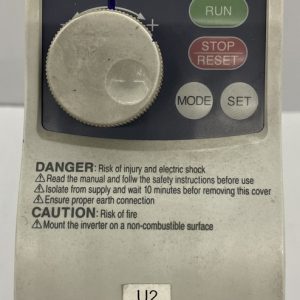 - +
RUN
STOP
RESET
MODE SET
DANGER: Risk of injury and electric shock
Read the manual and follw the safety instructions before use
Isolate from supply and wait 10 minutes befor removing this cover
Ensure proper earth connection
CAUTION: Risk of fire
Mount the inverter on a non-combustible surface
U2